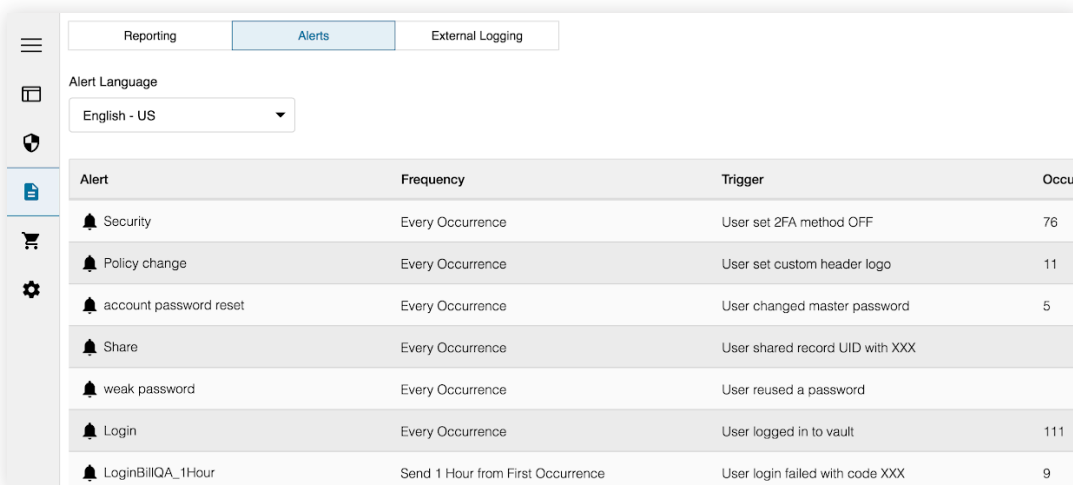 Reporting Alerts External Logging
Alert Language
English - US
Alert Frequency Trigger Occu
Security Every Occurrence User set 2FA method OFF 76
Policy change Every Occurrence User set custom header logo 11
account password reset Every Occurrence User changed master password 5
Share Every Occurrence User shared record UID with XXX
weak password Every Occurrence User reused a password
Login Every Occurrence User logged in to vault 111
LoginBillQA_1Hour Send 1 Hour from First Occurrence User login failed with code XXX 9